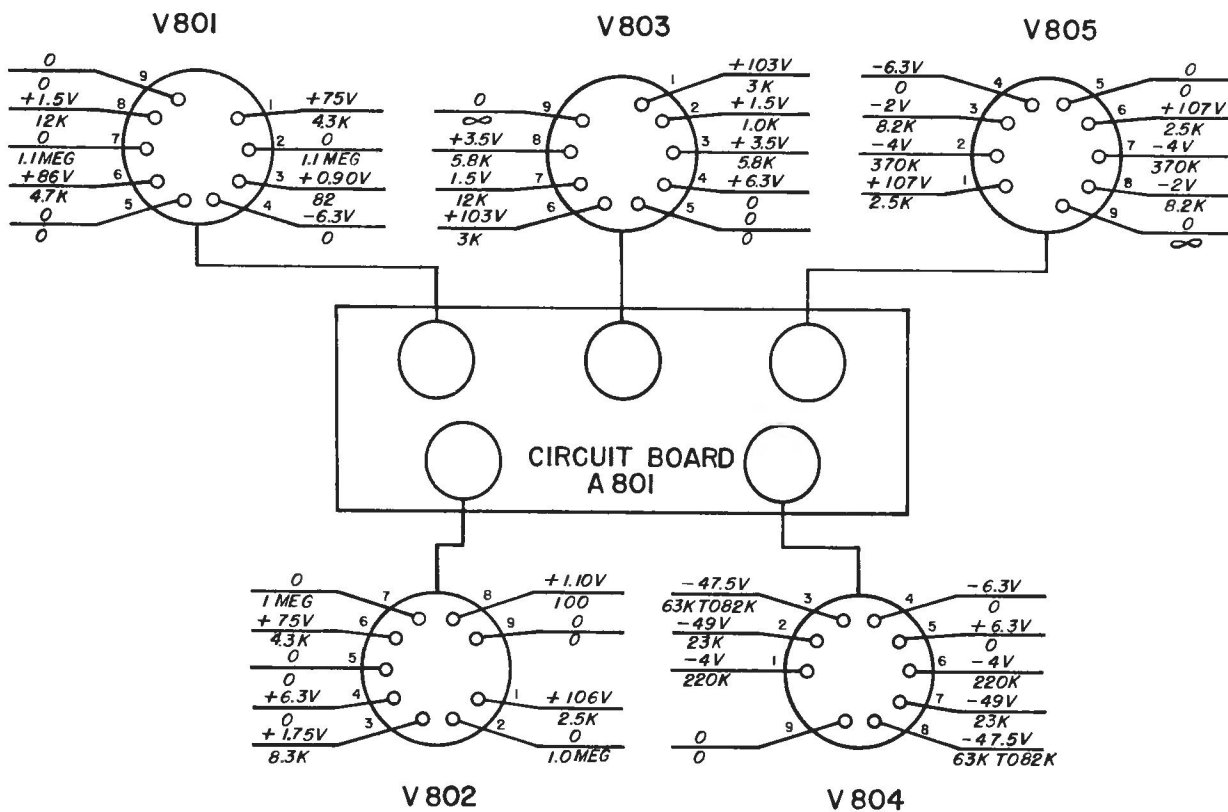 V801
0
0
9
+1.5V
12K
8
0
1.1 MEG
7
+86V
4.7K
6
0
0
5
1
+75V
4.3K
2
0
1.1 MEG
3
+0.90V
82
4
-6.3V
0
V803
0
∞
9
+3.5V
5.8K
8
1.5V
12K
7
+103V
3K
6
1
+103V
3K
2
+1.5V
1.0K
3
+3.5V
5.8K
4
+6.3V
0
5
0
0
V805
-6.3V
0
4
-2V
8.2K
3
-4V
370K
2
+107V
2.5K
1
5
0
0
6
+107V
2.5K
7
-4V
370K
8
-2V
8.2K
9
0
∞
CIRCUIT BOARD
A 801
0
1 MEG
7
+75V
4.3K
6
0
0
5
+6.3V
0
4
+1.75V
8.3K
3
8
+1.10V
100
9
0
0
1
+106V
2.5K
2
0
1.0 MEG
V802
-47.5V
63K TO 82K
3
-49V
23K
2
-4V
220K
1
0
0
9
4
-6.3V
0
5
+6.3V
0
6
-4V
220K
7
-49V
23K
8
-47.5V
63K TO 82K
V804